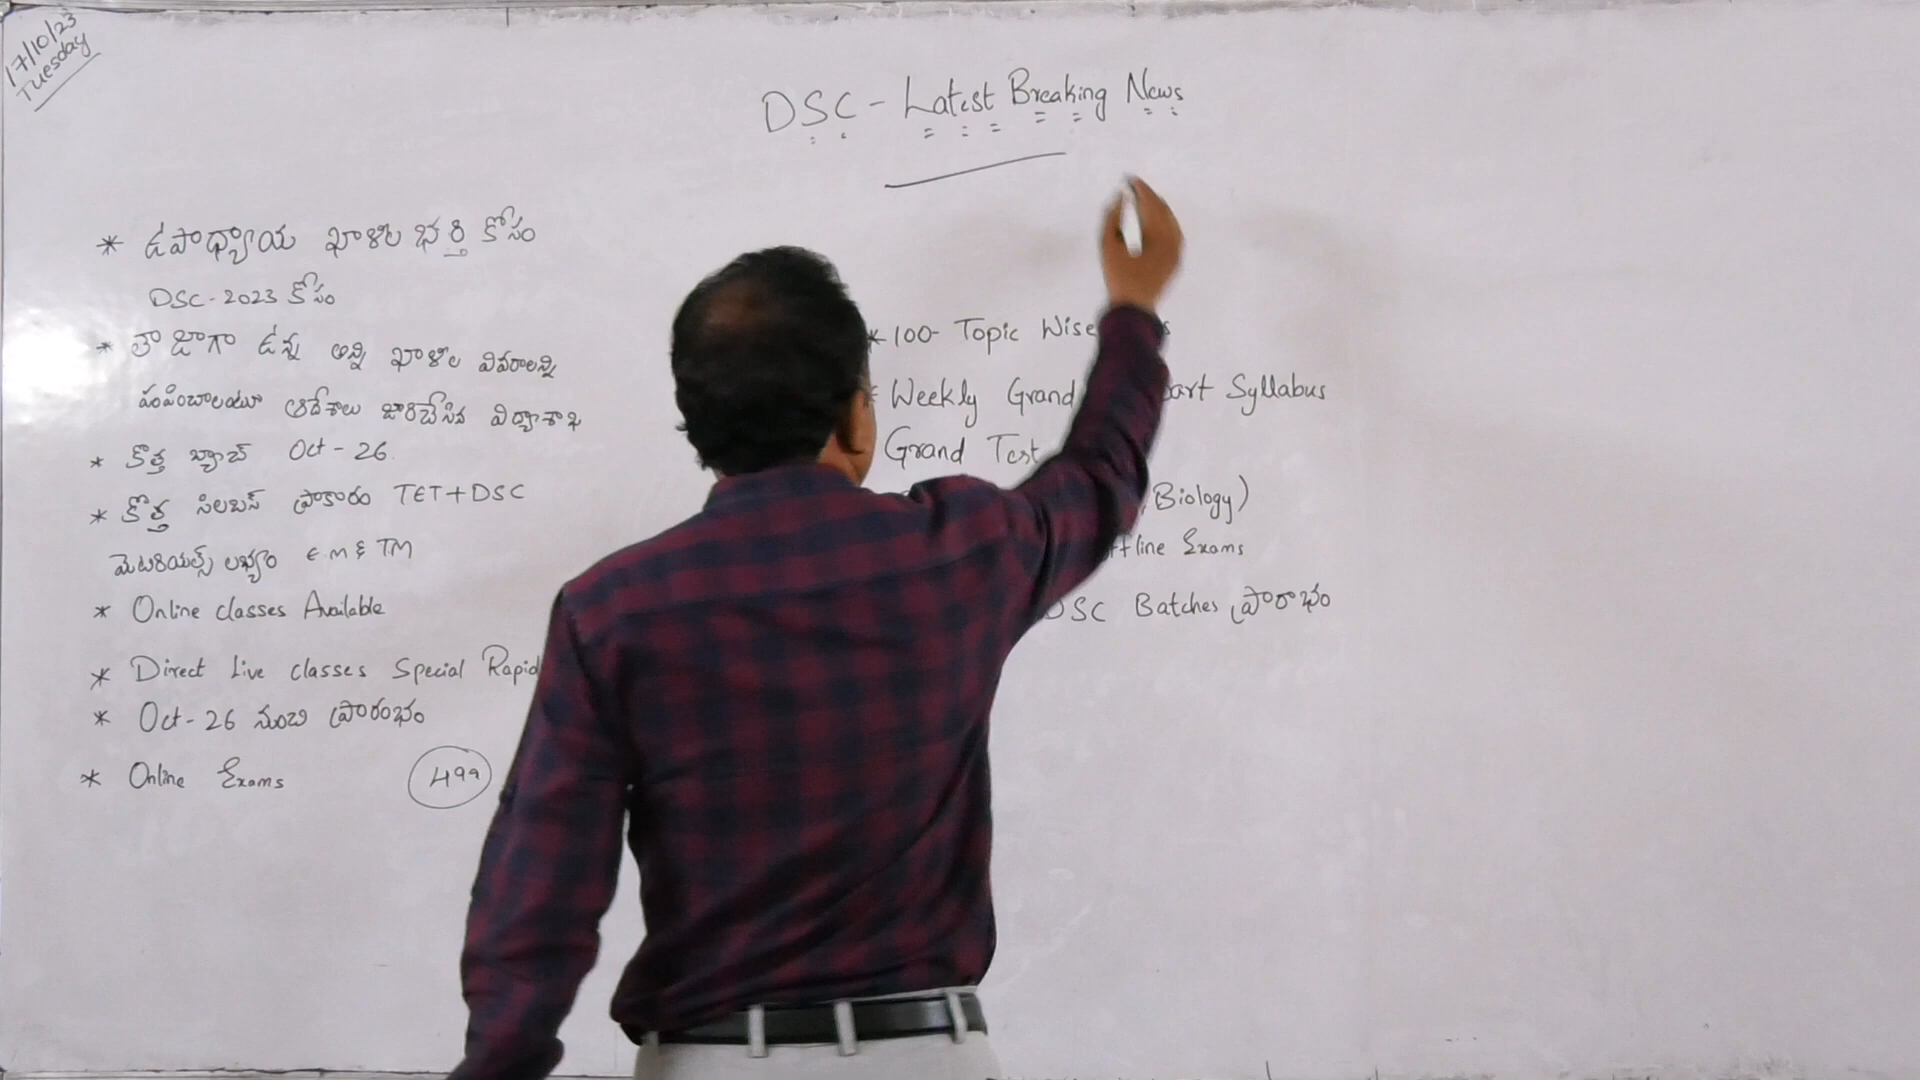 17/10/23
Tuesday
DSC - Latest Breaking News
* ఉపాధ్యాయ ఖాళీల భర్తీ కోసం
DSC - 2023 కోసం
* తాజాగా ఉన్న అన్ని ఖాళీల వివరాలన్ని
పంపించాలంటూ ఆదేశాలు జారిచేసిన విద్యాశాఖ
* కొత్త బ్యాచ్ Oct - 26
* కొత్త సిలబస్ ప్రకారం TET + DSC
మెటీరియల్స్ లభ్యం EM & TM
* Online classes Available
* Direct Live classes Special Rapid
* Oct - 26 నుంచి ప్రారంభం
* Online Exams 499
* 100 - Topic Wise
* Weekly Grand Part Syllabus
Grand Test
Biology)
Offline Exams
DSC Batches ప్రారంభం